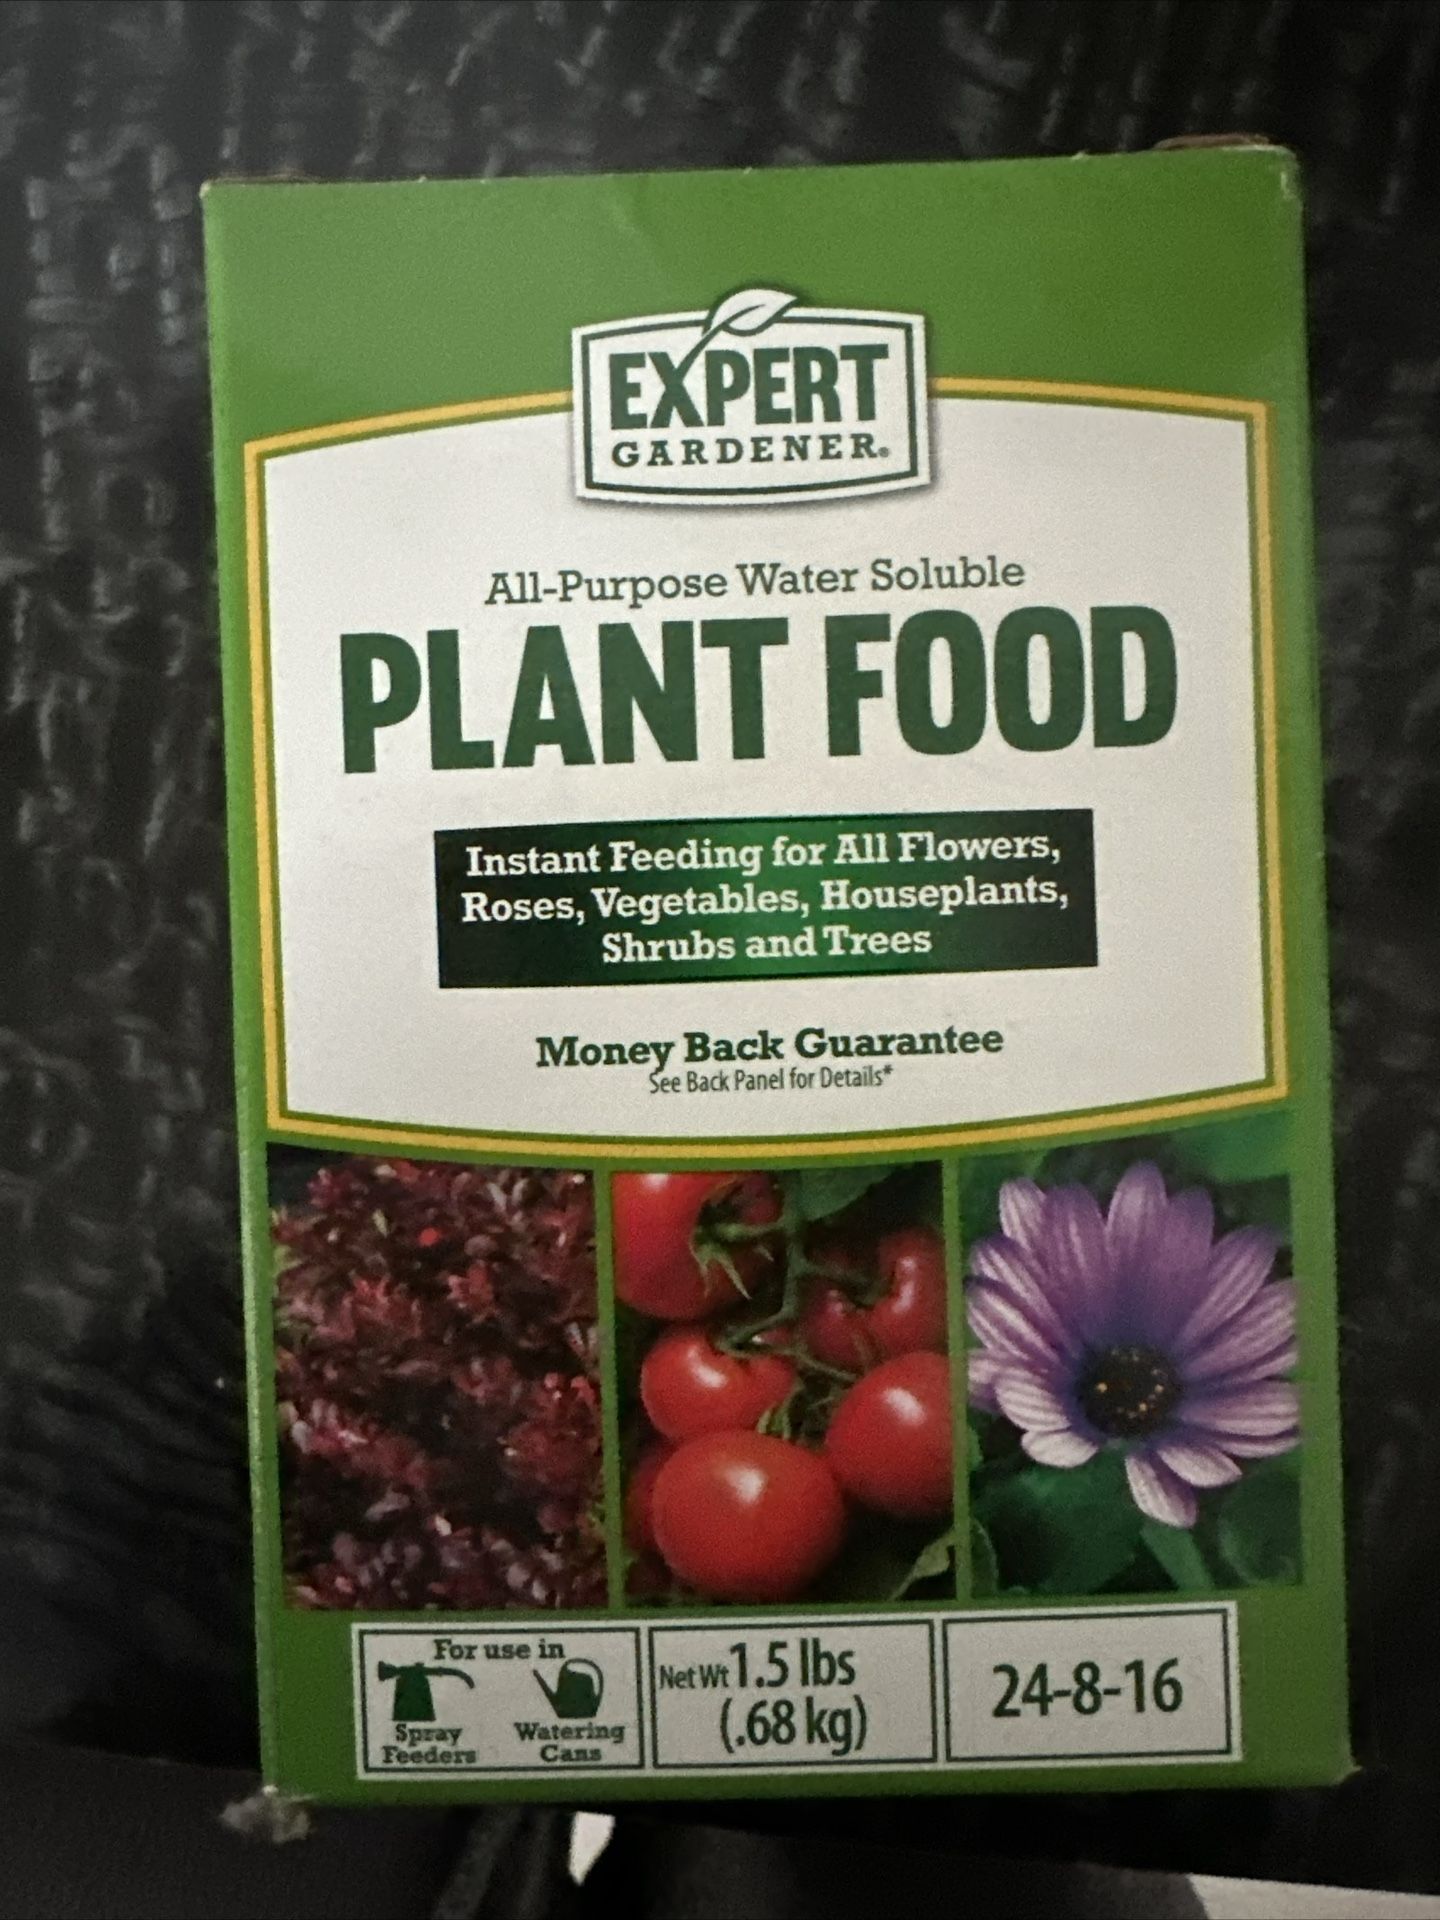 EXPERT
GARDENER®
All-Purpose Water Soluble
PLANT FOOD
Instant Feeding for All Flowers,
Roses, Vegetables, Houseplants,
Shrubs and Trees
Money Back Guarantee
See Back Panel for Details*
For use in
Spray
Feeders
Watering
Cans
Net Wt 1.5 lbs
(.68 kg)
24-8-16